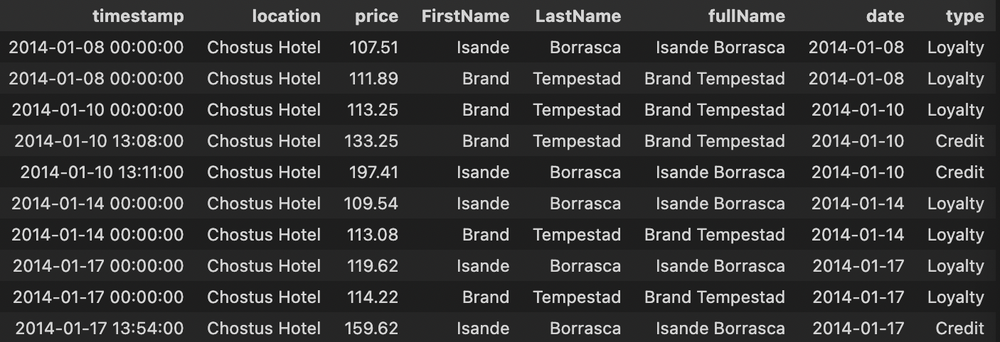 timestamp location price FirstName LastName fullName date type
2014-01-08 00:00:00 Chostus Hotel 107.51 Isande Borrasca Isande Borrasca 2014-01-08 Loyalty
2014-01-08 00:00:00 Chostus Hotel 111.89 Brand Tempestad Brand Tempestad 2014-01-08 Loyalty
2014-01-10 00:00:00 Chostus Hotel 113.25 Brand Tempestad Brand Tempestad 2014-01-10 Loyalty
2014-01-10 13:08:00 Chostus Hotel 133.25 Brand Tempestad Brand Tempestad 2014-01-10 Credit
2014-01-10 13:11:00 Chostus Hotel 197.41 Isande Borrasca Isande Borrasca 2014-01-10 Credit
2014-01-14 00:00:00 Chostus Hotel 109.54 Isande Borrasca Isande Borrasca 2014-01-14 Loyalty
2014-01-14 00:00:00 Chostus Hotel 113.08 Brand Tempestad Brand Tempestad 2014-01-14 Loyalty
2014-01-17 00:00:00 Chostus Hotel 119.62 Isande Borrasca Isande Borrasca 2014-01-17 Loyalty
2014-01-17 00:00:00 Chostus Hotel 114.22 Brand Tempestad Brand Tempestad 2014-01-17 Loyalty
2014-01-17 13:54:00 Chostus Hotel 159.62 Isande Borrasca Isande Borrasca 2014-01-17 Credit